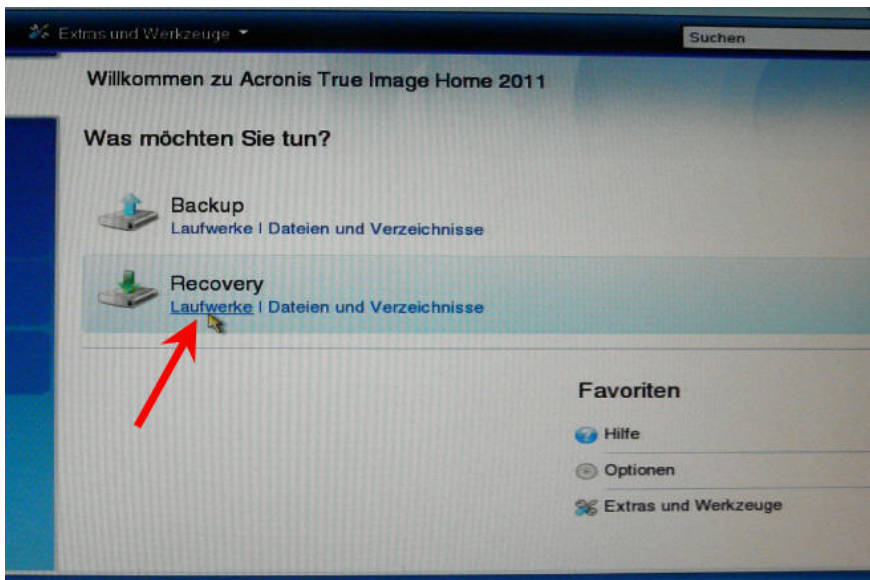 Extras und Werkzeuge
Suchen
Willkommen zu Acronis True Image Home 2011
Was möchten Sie tun?
Backup
Laufwerke | Dateien und Verzeichnisse
Recovery
Laufwerke | Dateien und Verzeichnisse
Favoriten
Hilfe
Optionen
Extras und Werkzeuge